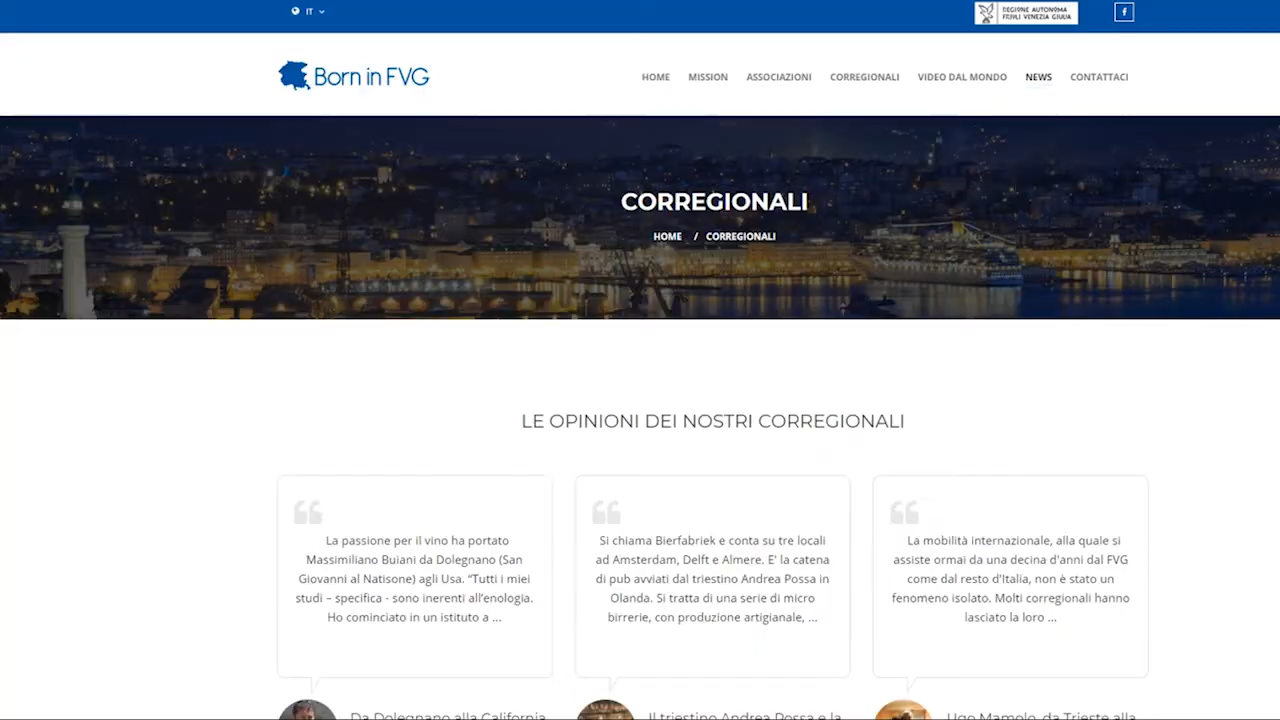 IT
REGIONE AUTONOMA
FRIULI VENEZIA GIULIA
f
Born in FVG
HOME MISSION ASSOCIAZIONI CORREGIONALI VIDEO DAL MONDO NEWS CONTATTACI
CORREGIONALI
HOME / CORREGIONALI
LE OPINIONI DEI NOSTRI CORREGIONALI
La passione per il vino ha portato
Massimiliano Buiani da Dolegnano (San
Giovanni al Natisone) agli Usa. “Tutti i miei
studi – specifica - sono inerenti all’enologia.
Ho cominciato in un istituto a ...
Si chiama Bierfabriek e conta su tre locali
ad Amsterdam, Delft e Almere. E' la catena
di pub avviati dal triestino Andrea Possa in
Olanda. Si tratta di una serie di micro
birrerie, con produzione artigianale, ...
La mobilità internazionale, alla quale si
assiste ormai da una decina d'anni dal FVG
come dal resto d’Italia, non è stato un
fenomeno isolato. Molti corregionali hanno
lasciato la loro ...
Da Dolegnano alla California
Il triestino Andrea Possa e la
Ugo Mamolo, da Trieste alla